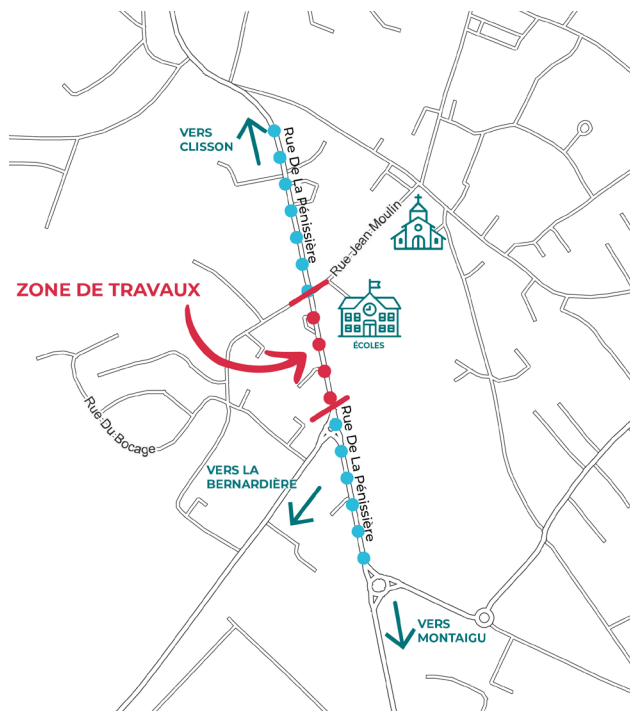 VERS
CLISSON
Rue De La Pénissière
Rue Jean-Moulin
ZONE DE TRAVAUX
ÉCOLES
Rue Du Bocage
Rue De La Pénissière
VERS LA
BERNARDIÈRE
VERS
MONTAIGU